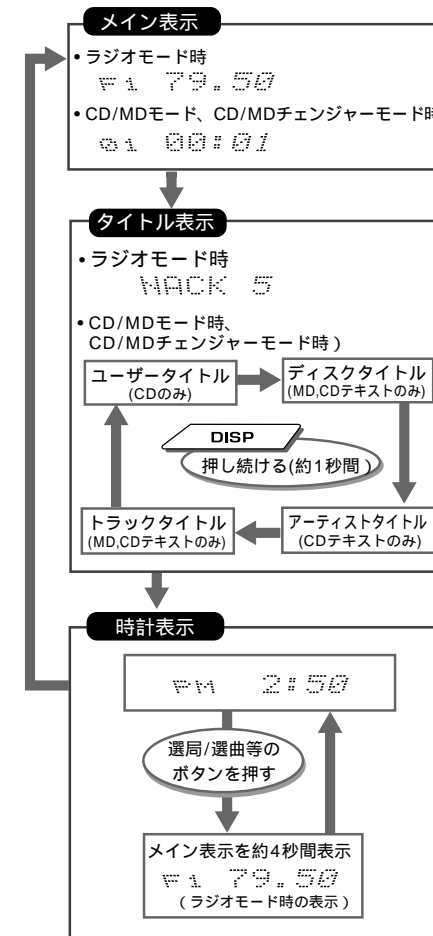 メイン表示
•ラジオモード時
F1 79.50
•CD/MDモード、CD/MDチェンジャーモード時
01 00:01
タイトル表示
•ラジオモード時
NACK 5
•CD/MDモード時、
CD/MDチェンジャーモード時）
ユーザータイトル
(CDのみ)
ディスクタイトル
(MD,CDテキストのみ)
DISP
押し続ける(約1秒間）
トラックタイトル
(MD,CDテキストのみ)
アーティストタイトル
(CDテキストのみ)
時計表示
PM 2:50
選局/選曲等の
ボタンを押す
メイン表示を約4秒間表示
F1 79.50
（ラジオモード時の表示）